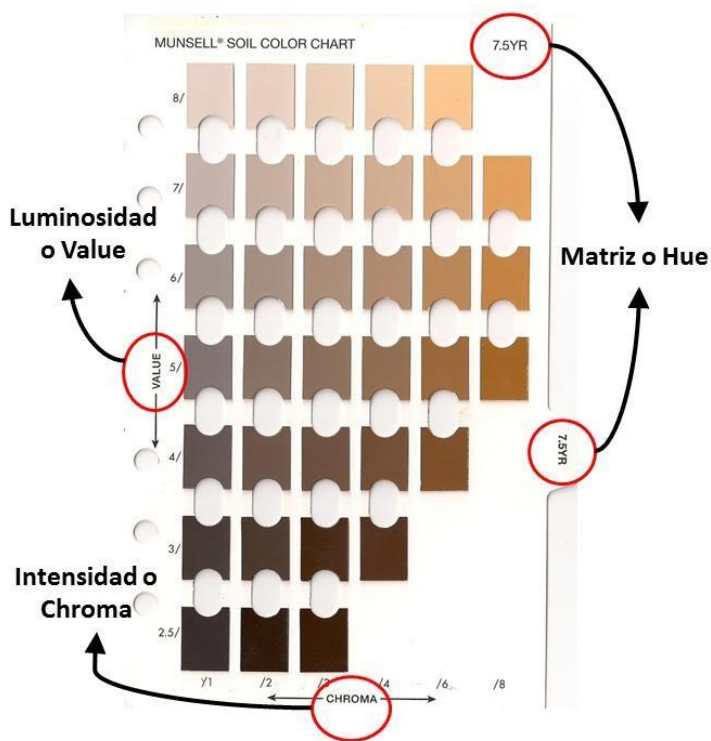 MUNSELL® SOIL COLOR CHART
7.5YR
8/
7/
Luminosidad
o Value
Matriz o Hue
6/
5/
VALUE
4/
7.5YR
3/
Intensidad o
Chroma
2.5/
/1 /2 /3 /4 /6 /8
CHROMA